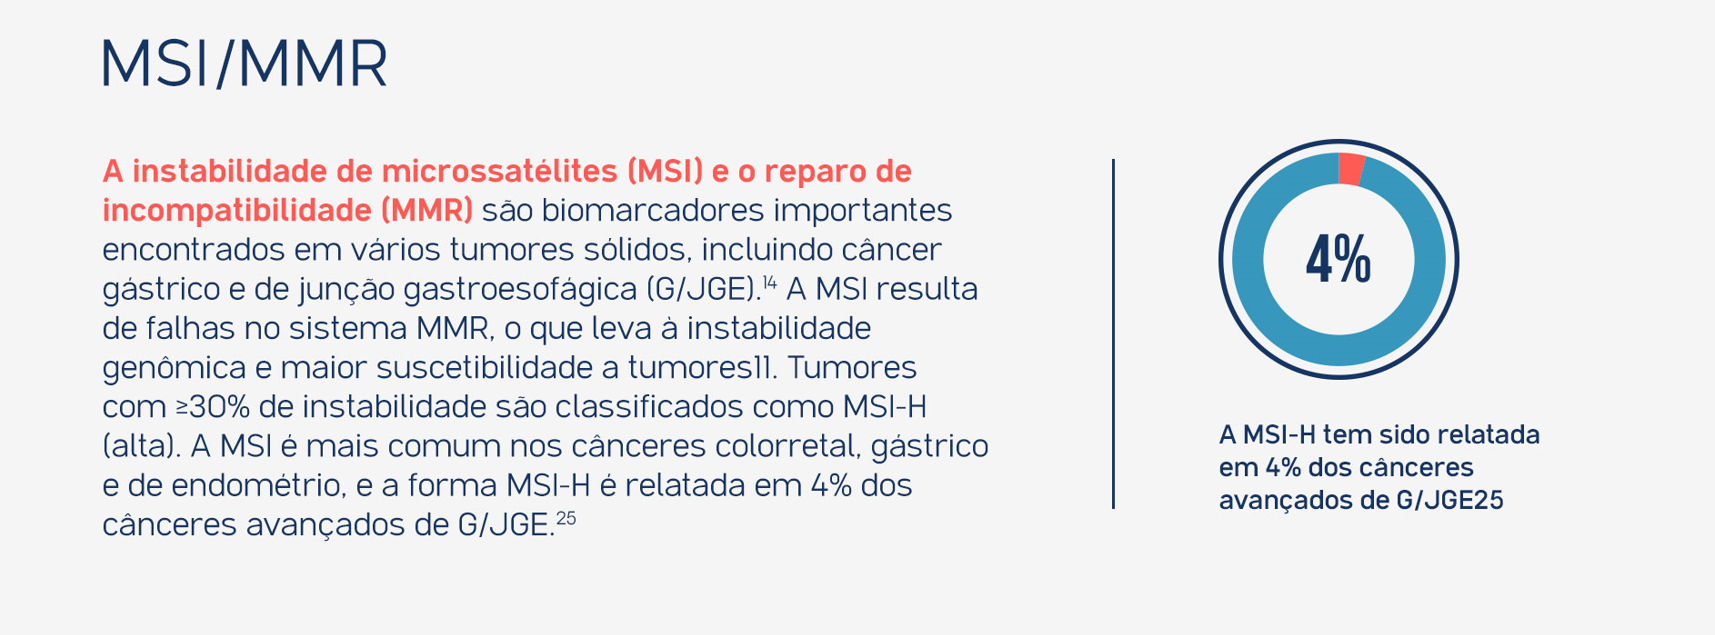 MSI/MMR
A instabilidade de microssatélites (MSI) e o reparo de
incompatibilidade (MMR) são biomarcadores importantes
encontrados em vários tumores sólidos, incluindo câncer
gástrico e de junção gastroesofágica (G/JGE).14 A MSI resulta
de falhas no sistema MMR, o que leva à instabilidade
genômica e maior suscetibilidade a tumores11. Tumores
com ≥30% de instabilidade são classificados como MSI-H
(alta). A MSI é mais comum nos cânceres colorretal, gástrico
e de endométrio, e a forma MSI-H é relatada em 4% dos
cânceres avançados de G/JGE.25
4%
A MSI-H tem sido relatada
em 4% dos cânceres
avançados de G/JGE25